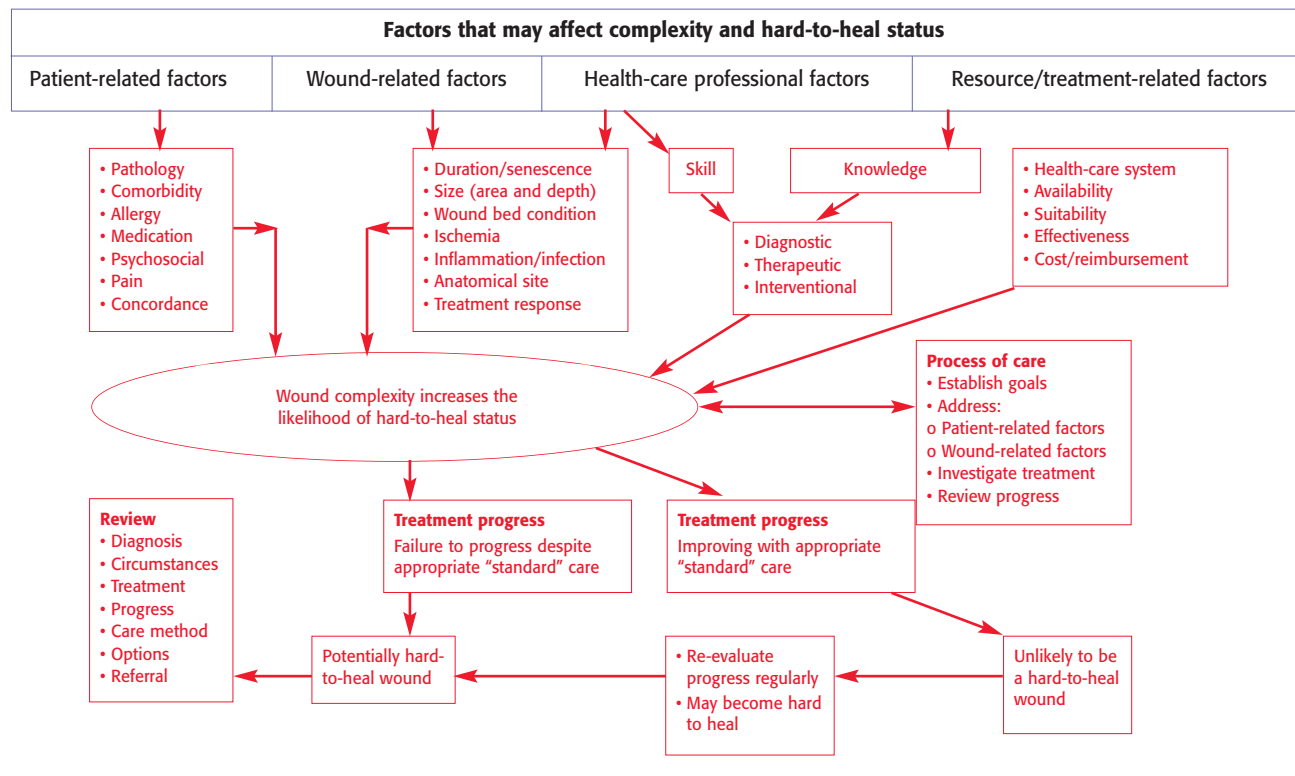 Factors that may affect complexity and hard-to-heal status
Patient-related factors
Wound-related factors
Health-care professional factors
Resource/treatment-related factors
• Pathology
• Comorbidity
• Allergy
• Medication
• Psychosocial
• Pain
• Concordance
• Duration/senescence
• Size (area and depth)
• Wound bed condition
• Ischemia
• Inflammation/infection
• Anatomical site
• Treatment response
Skill
Knowledge
• Diagnostic
• Therapeutic
• Interventional
• Health-care system
• Availability
• Suitability
• Effectiveness
• Cost/reimbursement
Wound complexity increases the
likelihood of hard-to-heal status
Process of care
• Establish goals
• Address:
o Patient-related factors
o Wound-related factors
• Investigate treatment
• Review progress
Review
• Diagnosis
• Circumstances
• Treatment
• Progress
• Care method
• Options
• Referral
Treatment progress
Failure to progress despite
appropriate “standard” care
Treatment progress
Improving with appropriate
“standard” care
Potentially hard-
to-heal wound
• Re-evaluate
progress regularly
• May become hard
to heal
Unlikely to be
a hard-to-heal
wound